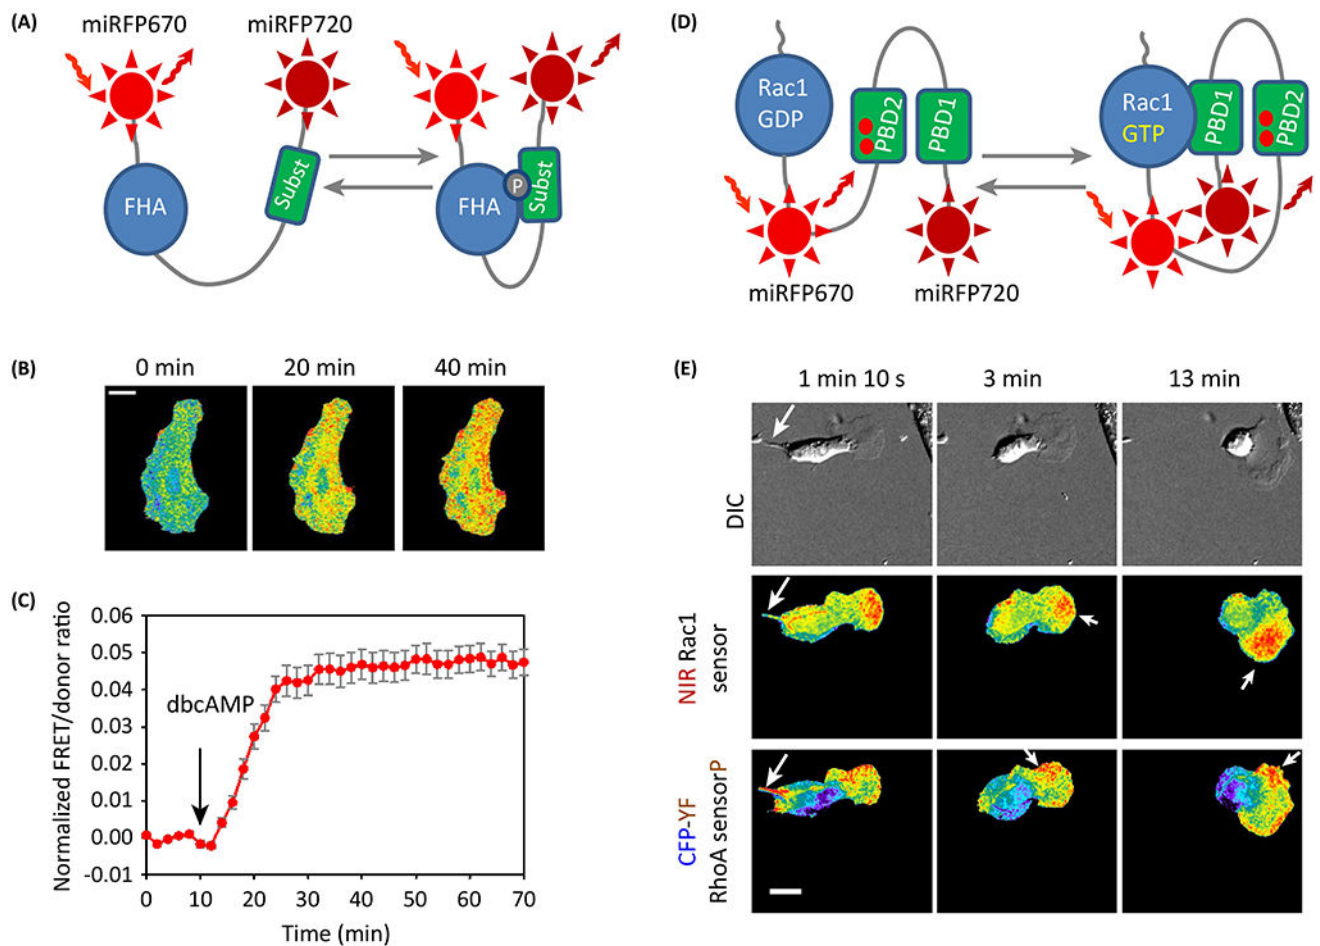 (A)
miRFP670
miRFP720
FHA
Subst
FHA
P
Subst
(D)
Rac1
GDP
PBD2
PBD1
miRFP670
miRFP720
Rac1
GTP
PBD1
PBD2
(B)
0 min
20 min
40 min
(C)
Normalized FRET/donor ratio
0.06
0.05
0.04
0.03
0.02
0.01
0.00
-0.01
dbcAMP
0 10 20 30 40 50 60 70
Time (min)
(E)
1 min 10 s
3 min
13 min
DIC
NIR Rac1
sensor
CFP-YF
RhoA sensorP